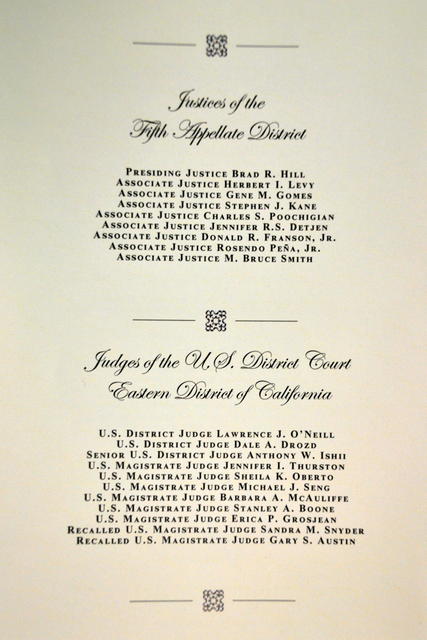 Justices of the
Fifth Appellate District
Presiding Justice Brad R. Hill
Associate Justice Herbert I. Levy
Associate Justice Gene M. Gomes
Associate Justice Stephen J. Kane
Associate Justice Charles S. Poochigian
Associate Justice Jennifer R.S. Detjen
Associate Justice Donald R. Franson, Jr.
Associate Justice Rosendo Peña, Jr.
Associate Justice M. Bruce Smith
Judges of the U.S. District Court
Eastern District of California
U.S. District Judge Lawrence J. O'Neill
U.S. District Judge Dale A. Drozd
Senior U.S. District Judge Anthony W. Ishii
U.S. Magistrate Judge Jennifer I. Thurston
U.S. Magistrate Judge Sheila K. Oberto
U.S. Magistrate Judge Michael J. Seng
U.S. Magistrate Judge Barbara A. McAuliffe
U.S. Magistrate Judge Stanley A. Boone
U.S. Magistrate Judge Erica P. Grosjean
Recalled U.S. Magistrate Judge Sandra M. Snyder
Recalled U.S. Magistrate Judge Gary S. Austin